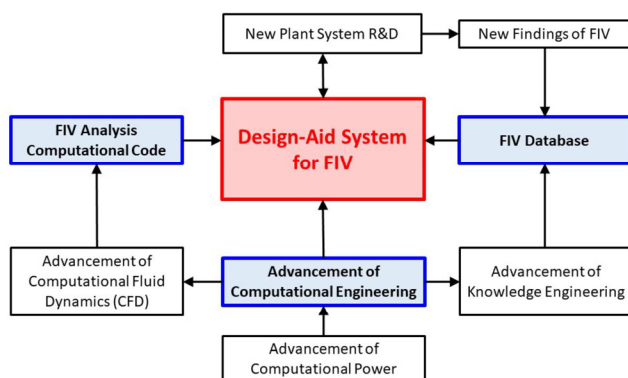 New Plant System R&D
New Findings of FIV
FIV Analysis
Computational Code
Design-Aid System
for FIV
FIV Database
Advancement of
Computational Fluid
Dynamics (CFD)
Advancement of
Computational Engineering
Advancement of
Knowledge Engineering
Advancement of
Computational Power